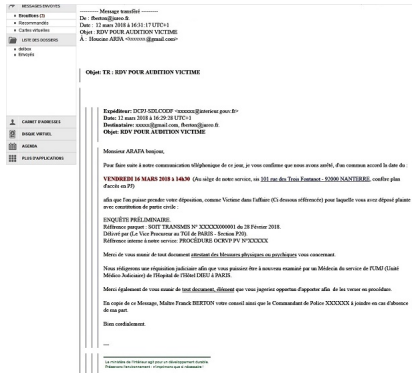 MESSAGES ENVOYÉS
Brouillons (3)
Recommandés
Cartes virtuelles
LISTE DES DOSSIERS
Envoyés
CARNET D'ADRESSES
DISQUE VIRTUEL
AGENDA
PLUS D'APPLICATIONS
---------- Message transféré ----------
De : fberton@jurro.fr
Date : 12 mars 2018 à 16:31:17 UTC+1
Objet : RDV POUR AUDITION VICTIME
À : Houcine ARFA @gmail.com>
Objet: TR : RDV POUR AUDITION VICTIME
Expéditeur: DCPJ-SDLCODF @interieur.gouv.fr>
Date: 12 mars 2018 à 16:29:28 UTC+1
Destinataire: xxxxx@gmail.com, fberton@jurro.fr
Objet: RDV POUR AUDITION VICTIME
Monsieur ARAFA bonjour,
Pour faire suite à notre communication téléphonique de ce jour, je vous confirme que nous avons arrêté, d'un commun accord la date du :
VENDREDI 16 MARS 2018 à 14h30 (Au siège de notre service, sis 101 rue des Trois Fontanot - 92000 NANTERRE, confère plan
d'accès en PJ)
afin que l'on puisse prendre votre déposition, comme Victime dans l'affaire (Ci dessous référencée) pour laquelle vous avez déposé plainte
avec constitution de partie civile :
ENQUÊTE PRÉLIMINAIRE.
Référence parquet : SOIT TRANSMIS N° XXXXX000001 du 28 Février 2018.
Délivré par (Le Vice Procureur au TGI de PARIS - Section P20).
Référence interne à notre service: PROCÉDURE OCRVP PV N°XXXXX
Merci de vous munir de tout document attestant des blessures physiques ou psychiques vous concernant.
Nous rédigerons une réquisition judiciaire afin que vous puissiez être à nouveau examiné par un Médecin du service de l'UMJ (Unité
Médico Judiciaire) de l'Hopital de l'Hôtel DIEU à PARIS.
Merci également de vous munir de tout document, élément que vous jugeriez opportun d'apporter afin de les verser en procédure.
En copie de ce Message, Maître Franck BERTON votre conseil ainsi que le Commandant de Police XXXXXX à joindre en cas d'absence
de ma part.
Bien cordialement.
Le ministère de l'Intérieur agit pour un développement durable.
Préservons l'environnement : n'imprimons que si nécessaire !